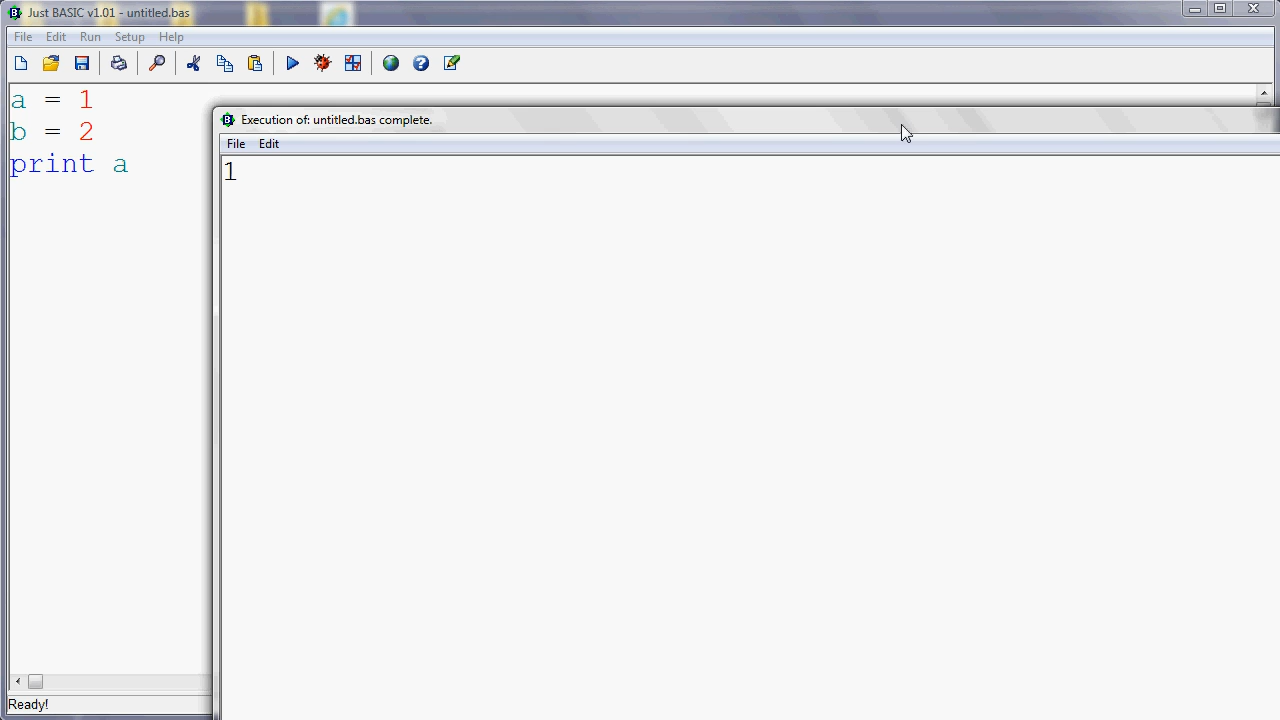 Just BASIC v1.01 - untitled.bas
File Edit Run Setup Help
a = 1
b = 2
print a
Execution of: untitled.bas complete.
File Edit
1
Ready!